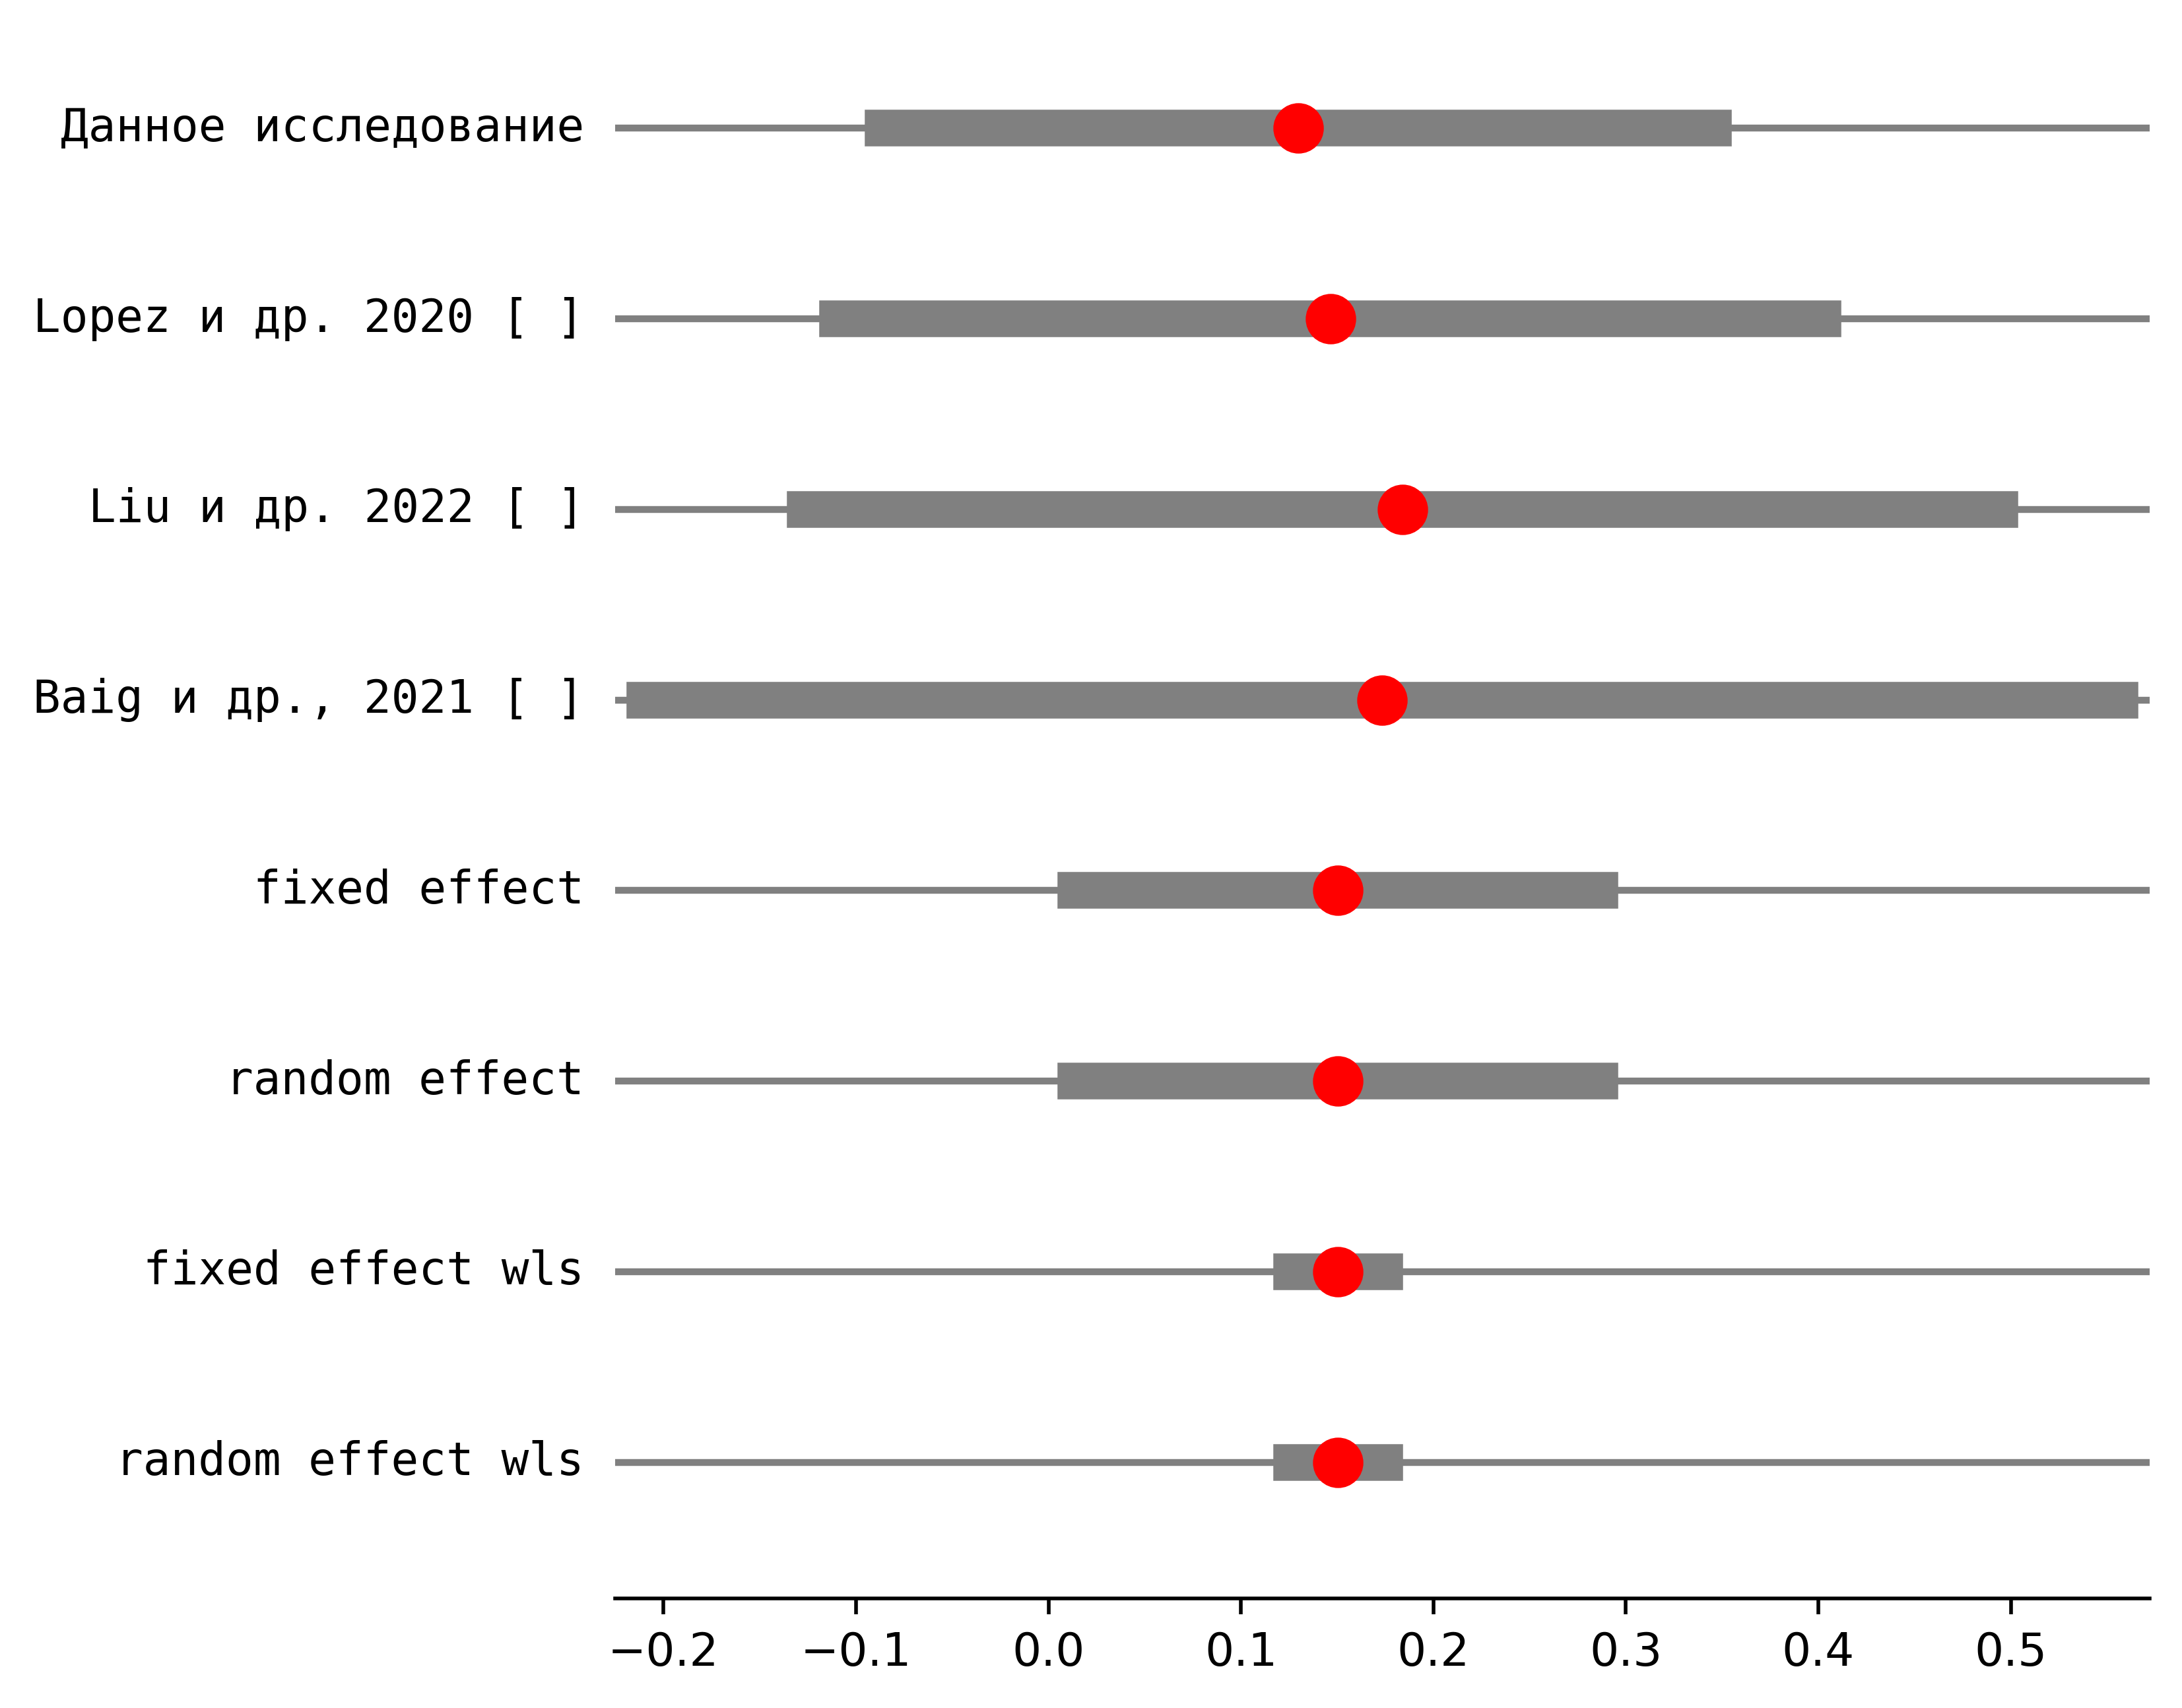 Данное исследование
Lopez и др. 2020 [ ]
Liu и др. 2022 [ ]
Baig и др., 2021 [ ]
fixed effect
random effect
fixed effect wls
random effect wls
−0.2 −0.1 0.0 0.1 0.2 0.3 0.4 0.5